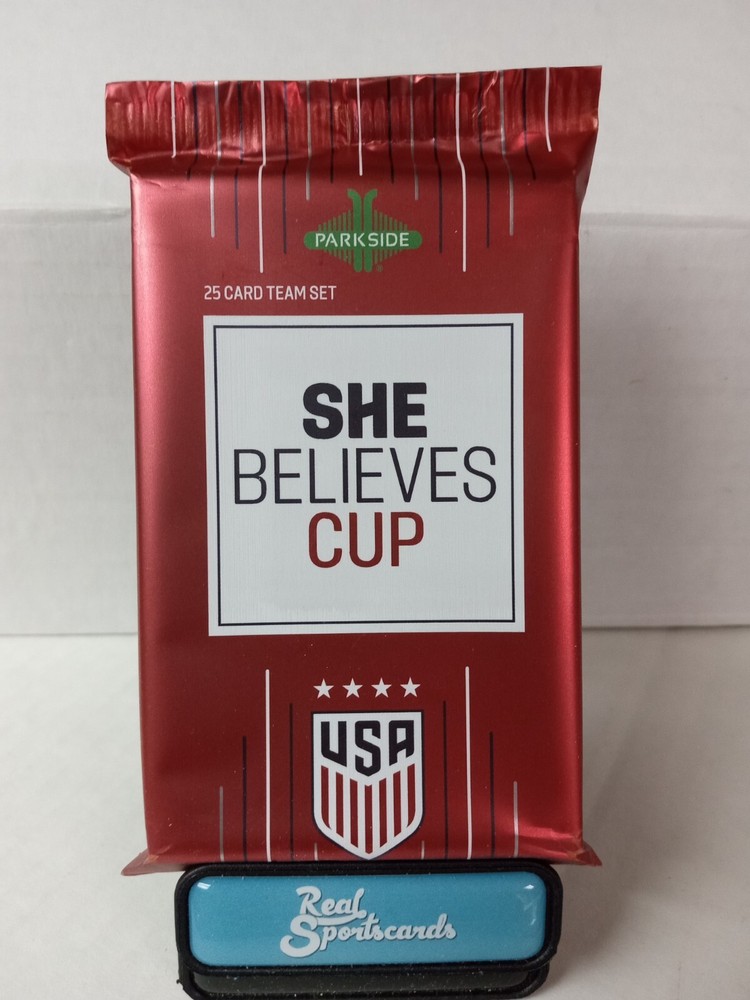 PARKSIDE
25 CARD TEAM SET
SHE
BELIEVES
CUP
USA
Real
Sportscards